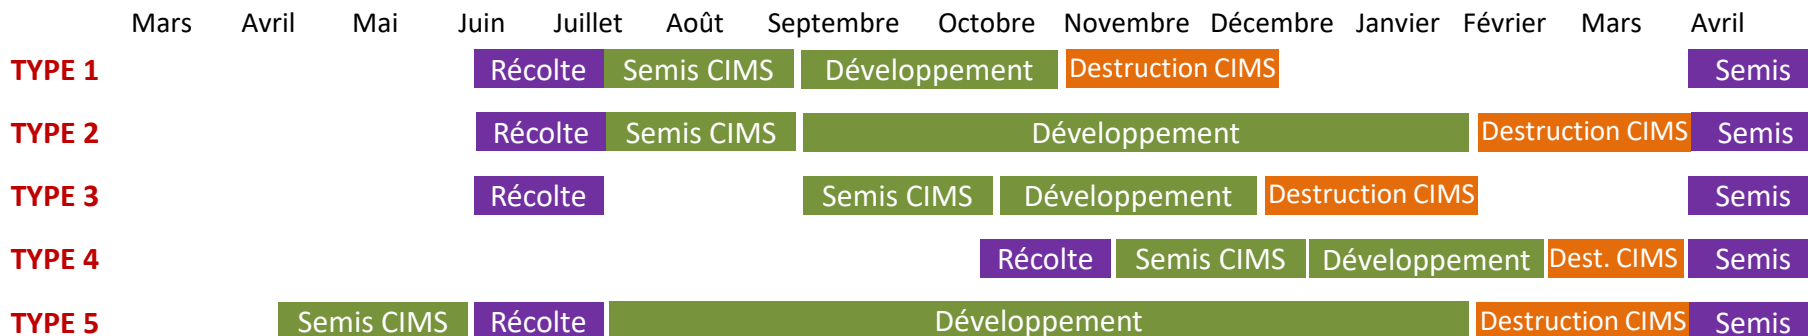 Mars Avril Mai Juin Juillet Août Septembre Octobre Novembre Décembre Janvier Février Mars Avril
TYPE 1 Récolte Semis CIMS Développement Destruction CIMS Semis
TYPE 2 Récolte Semis CIMS Développement Destruction CIMS Semis
TYPE 3 Récolte Semis CIMS Développement Destruction CIMS Semis
TYPE 4 Récolte Semis CIMS Développement Dest. CIMS Semis
TYPE 5 Semis CIMS Récolte Développement Destruction CIMS Semis